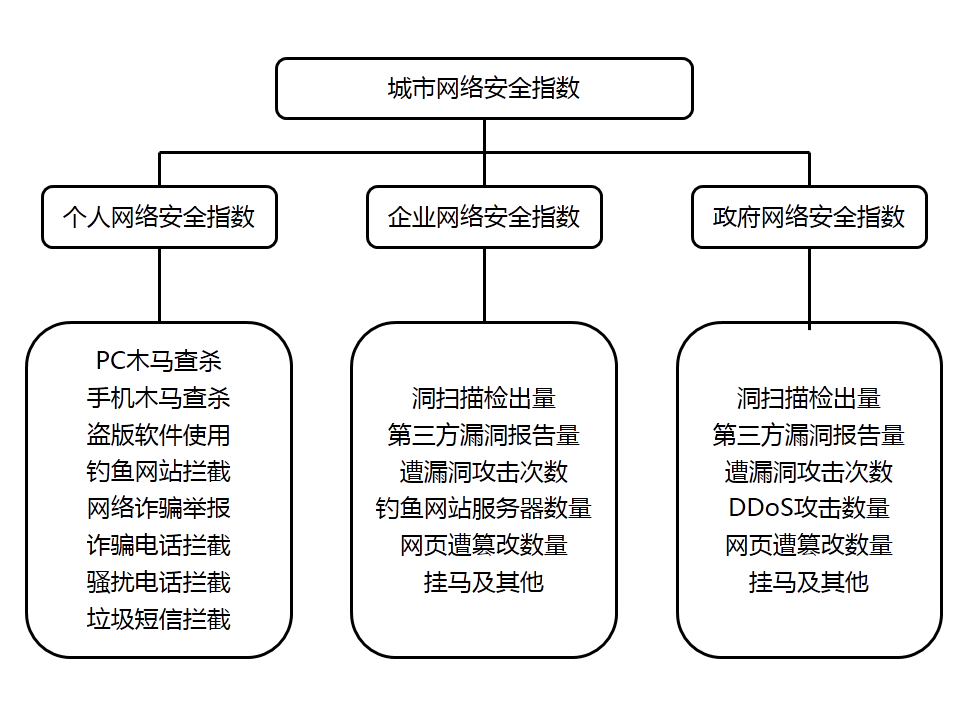 城市网络安全指数
个人网络安全指数
企业网络安全指数
政府网络安全指数
PC木马查杀
手机木马查杀
盗版软件使用
钓鱼网站拦截
网络诈骗举报
诈骗电话拦截
骚扰电话拦截
垃圾短信拦截
洞扫描检出量
第三方漏洞报告量
遭漏洞攻击次数
钓鱼网站服务器数量
网页遭篡改数量
挂马及其他
洞扫描检出量
第三方漏洞报告量
遭漏洞攻击次数
DDoS攻击数量
网页遭篡改数量
挂马及其他